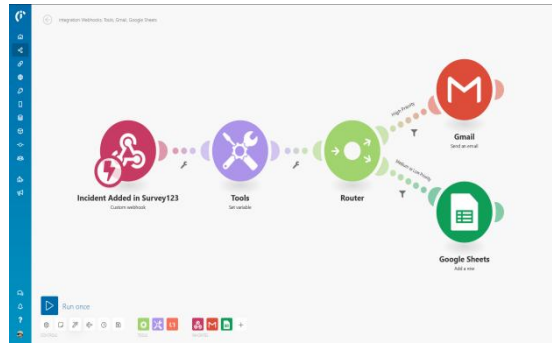 Integration Webhooks, Tools, Gmail, Google Sheets
High Priority
Gmail
Send an email
Incident Added in Survey123
Custom webhook
Tools
Set variable
Router
Medium or Low Priority
Google Sheets
Add a row
Run once
TOOLS